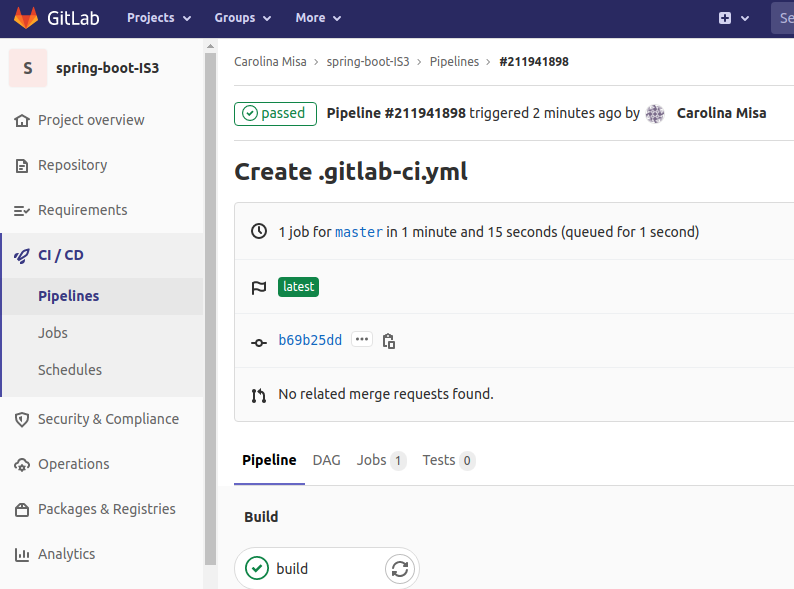 GitLab Projects Groups More Se
S spring-boot-IS3
Project overview
Repository
Requirements
CI / CD
Pipelines
Jobs
Schedules
Security & Compliance
Operations
Packages & Registries
Analytics
Carolina Misa > spring-boot-IS3 > Pipelines > #211941898
passed Pipeline #211941898 triggered 2 minutes ago by Carolina Misa
Create .gitlab-ci.yml
1 job for master in 1 minute and 15 seconds (queued for 1 second)
latest
b69b25dd ...
No related merge requests found.
Pipeline DAG Jobs 1 Tests 0
Build
build